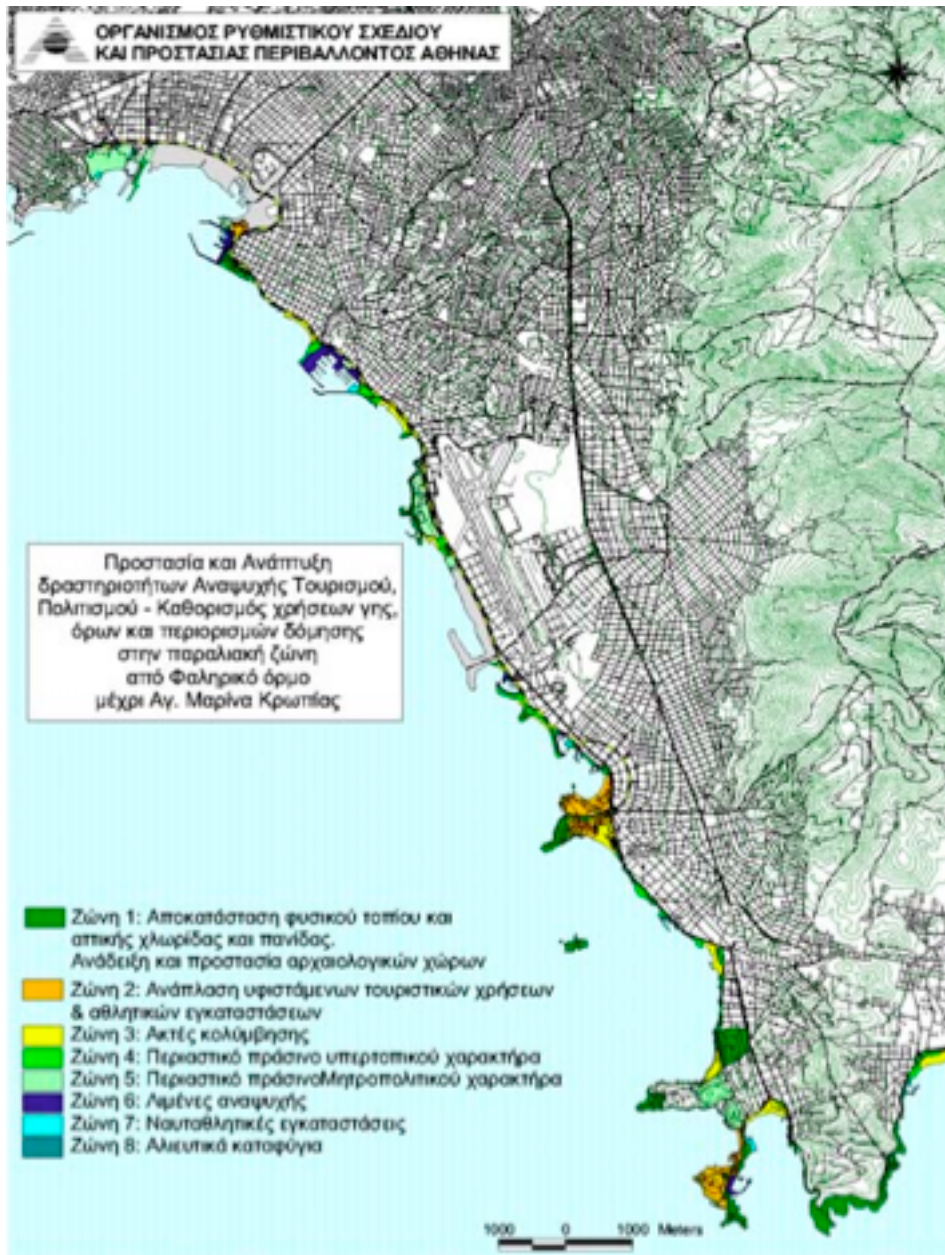 ΟΡΓΑΝΙΣΜΟΣ ΡΥΘΜΙΣΤΙΚΟΥ ΣΧΕΔΙΟΥ
ΚΑΙ ΠΡΟΣΤΑΣΙΑΣ ΠΕΡΙΒΑΛΛΟΝΤΟΣ ΑΘΗΝΑΣ
Προστασία και Ανάπτυξη
δραστηριοτήτων Αναψυχής Τουρισμού,
Πολιτισμού - Καθορισμός χρήσεων γης,
όρων και περιορισμών δόμησης
στην παραλιακή ζώνη
από Φαληρικό όρμο
μέχρι Αγ. Μαρίνα Κρωπίας
Ζώνη 1: Αποκατάσταση φυσικού τοπίου και
αττικής χλωρίδας και πανίδας.
Ανάδειξη και προστασία αρχαιολογικών χώρων
Ζώνη 2: Ανάπλαση υφιστάμενων τουριστικών χρήσεων
& αθλητικών εγκαταστάσεων
Ζώνη 3: Ακτές κολύμβησης
Ζώνη 4: Περιαστικό πράσινο υπερτοπικού χαρακτήρα
Ζώνη 5: Περιαστικό πράσινοΜητροπολιτικού χαρακτήρα
Ζώνη 6: Λιμένες αναψυχής
Ζώνη 7: Ναυταθλητικές εγκαταστάσεις
Ζώνη 8: Αλιευτικά καταφύγια
1000 0 1000 Meters